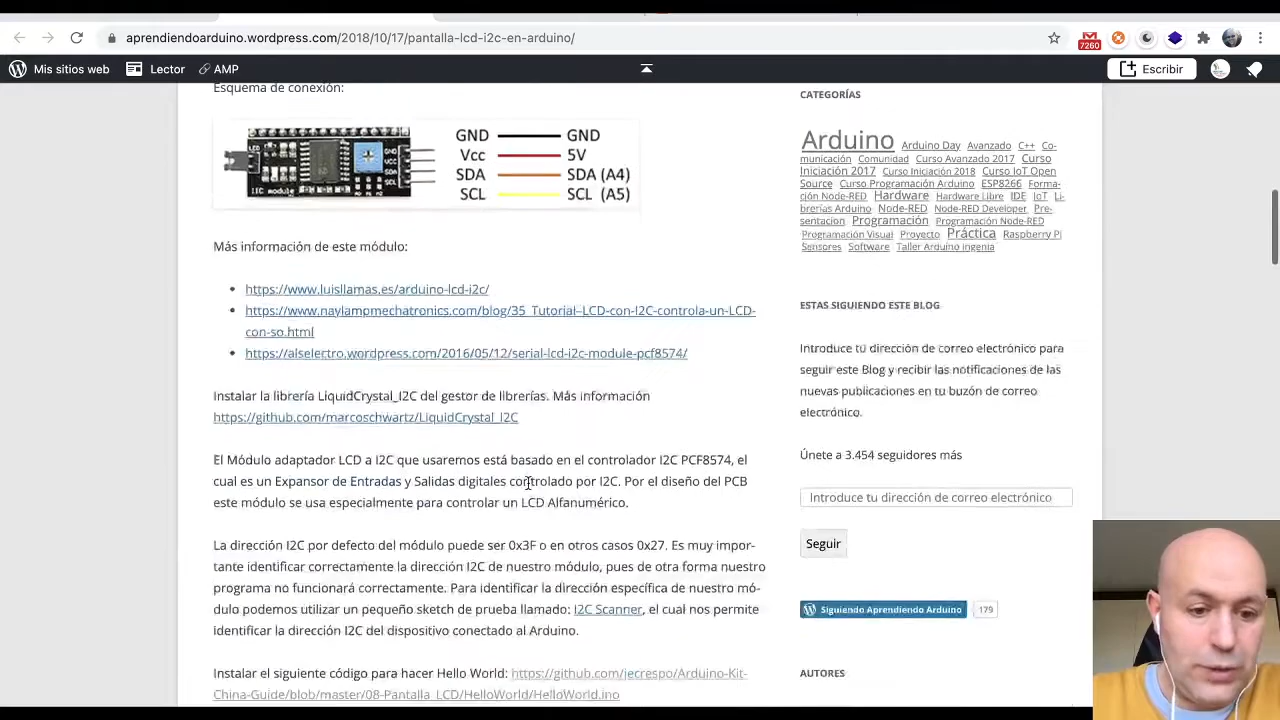 aprendiendoarduino.wordpress.com/2018/10/17/pantalla-lcd-i2c-en-arduino/
7260
Mis sitios web
Lector
AMP
Escribir
Esquema de conexión:
GND GND
Vcc 5V
SDA SDA (A4)
SCL SCL (A5)
IIC module
LED
GND
VCC
SDA
SCL
Más información de este módulo:
https://www.luisllamas.es/arduino-lcd-i2c/
https://www.naylampmechatronics.com/blog/35_Tutorial–LCD-con-I2C-controla-un-LCD-
con-so.html
https://alselectro.wordpress.com/2016/05/12/serial-lcd-i2c-module-pcf8574/
Instalar la librería LiquidCrystal_I2C del gestor de librerías. Más información
https://github.com/marcoschwartz/LiquidCrystal_I2C
El Módulo adaptador LCD a I2C que usaremos está basado en el controlador I2C PCF8574, el
cual es un Expansor de Entradas y Salidas digitales controlado por I2C. Por el diseño del PCB
este módulo se usa especialmente para controlar un LCD Alfanumérico.
La dirección I2C por defecto del módulo puede ser 0x3F o en otros casos 0x27. Es muy impor-
tante identificar correctamente la dirección I2C de nuestro módulo, pues de otra forma nuestro
programa no funcionará correctamente. Para identificar la dirección específica de nuestro mó-
dulo podemos utilizar un pequeño sketch de prueba llamado: I2C Scanner, el cual nos permite
identificar la dirección I2C del dispositivo conectado al Arduino.
Instalar el siguiente código para hacer Hello World: https://github.com/jecrespo/Arduino-Kit-
China-Guide/blob/master/08-Pantalla_LCD/HelloWorld/HelloWorld.ino
CATEGORÍAS
Arduino Arduino Day Avanzado C++ Co-
municación Comunidad Curso Avanzado 2017 Curso
Iniciación 2017 Curso Iniciación 2018 Curso IoT Open
Source Curso Programación Arduino ESP8266 Forma-
ción Node-RED Hardware Hardware Libre IDE IoT Li-
brerías Arduino Node-RED Node-RED Developer Pre-
sentacion Programación Programación Node-RED
Programación Visual Proyecto Práctica Raspberry Pi
Sensores Software Taller Arduino ingenia
ESTAS SIGUIENDO ESTE BLOG
Introduce tu dirección de correo electrónico para
seguir este Blog y recibir las notificaciones de las
nuevas publicaciones en tu buzón de correo
electrónico.
Únete a 3.454 seguidores más
Introduce tu dirección de correo electrónico
Seguir
Siguiendo Aprendiendo Arduino 179
AUTORES